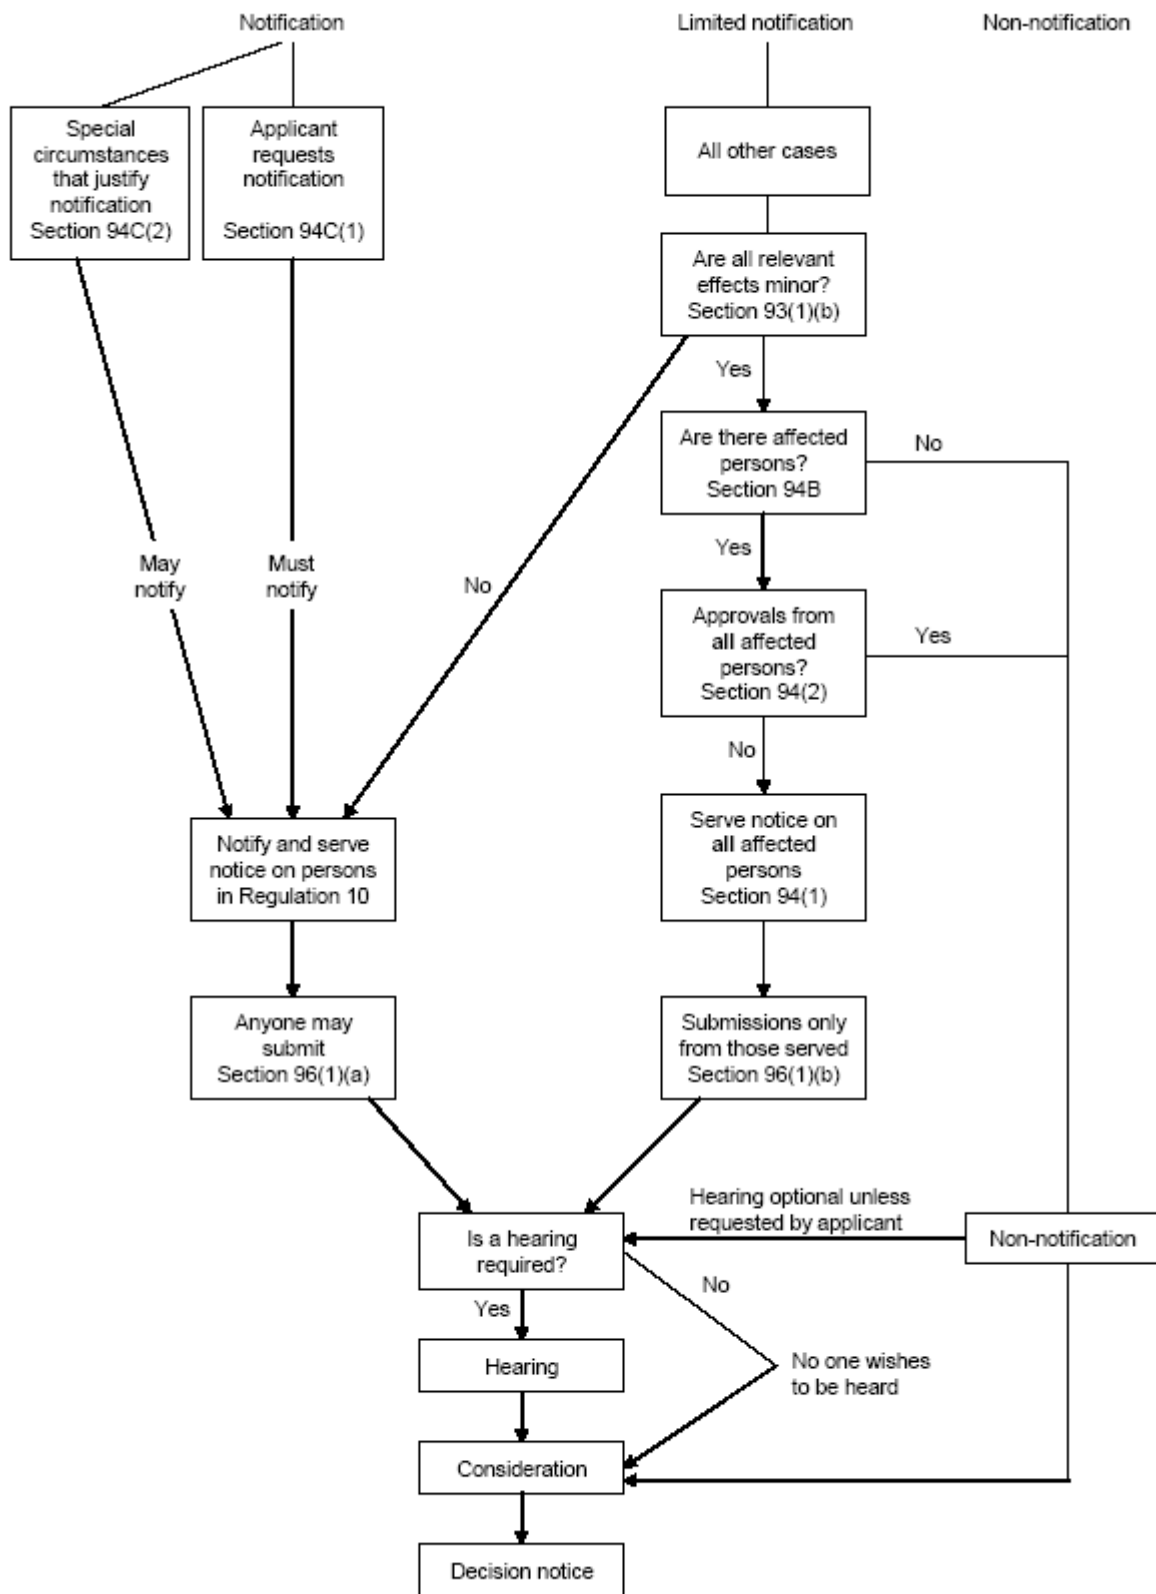 Notification
Limited notification
Non-notification
Special
circumstances
that justify
notification
Section 94C(2)
Applicant
requests
notification
Section 94C(1)
All other cases
Are all relevant
effects minor?
Section 93(1)(b)
Yes
Are there affected
persons?
Section 94B
No
May
notify
Must
notify
No
Yes
Approvals from
all affected
persons?
Section 94(2)
Yes
No
Notify and serve
notice on persons
in Regulation 10
Serve notice on
all affected
persons
Section 94(1)
Anyone may
submit
Section 96(1)(a)
Submissions only
from those served
Section 96(1)(b)
Hearing optional unless
requested by applicant
Is a hearing
required?
Non-notification
No
Yes
Hearing
No one wishes
to be heard
Consideration
Decision notice